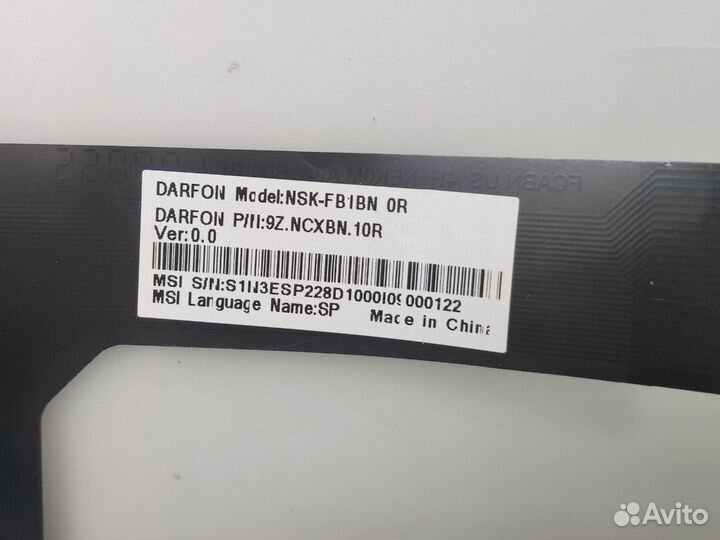 DARFON Model:NSK-FB1BN 0R
DARFON P/N:9Z.NCXBN.10R
Ver:0.0
MSI S/N:S1N3ESP228D1000I09000122
MSI Language Name:SP Made in China
Avito